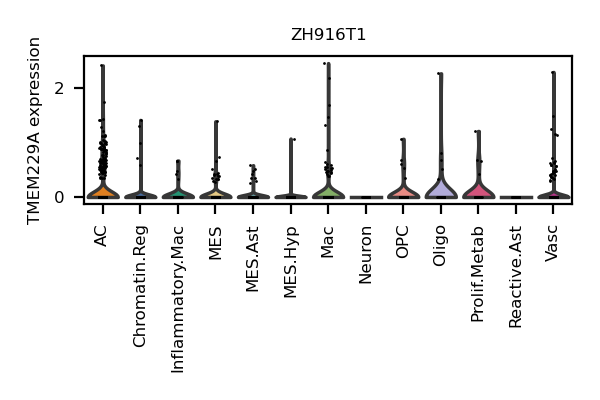 ZH916T1
TMEM229A expression
2
0
AC
Chromatin.Reg
Inflammatory.Mac
MES
MES.Ast
MES.Hyp
Mac
Neuron
OPC
Oligo
Prolif.Metab
Reactive.Ast
Vasc